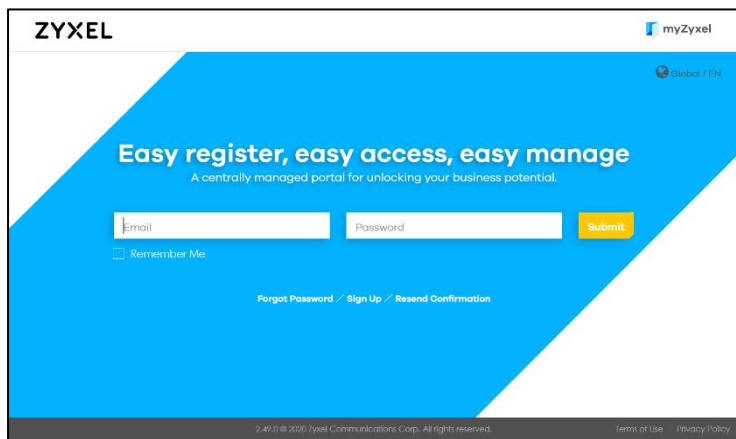 ZYXEL
myZyxel
Global / EN
Easy register, easy access, easy manage
A centrally managed portal for unlocking your business potential.
Email
Password
Submit
Remember Me
Forgot Password / Sign Up / Resend Confirmation
2.49.0 © 2020 Zyxel Communications Corp. All rights reserved.
Terms of Use Privacy Policy